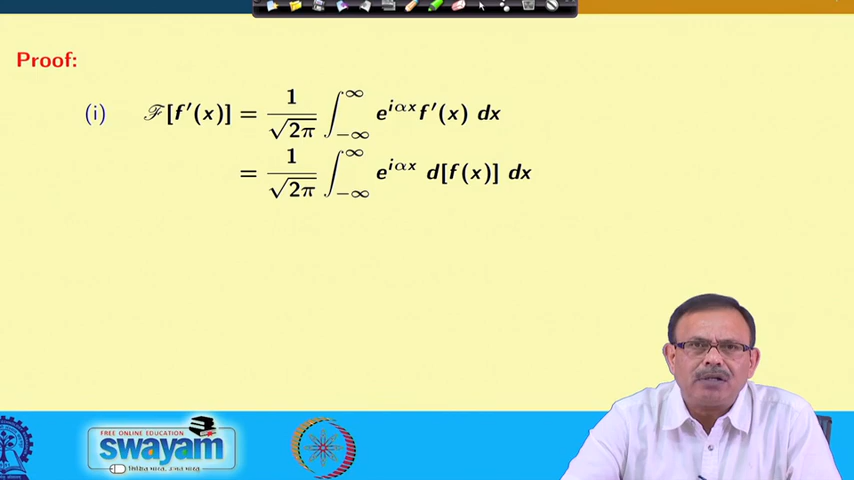 Proof:
(i) ℱ[f′(x)] = 1/√2π ∫_{−∞}^{∞} e^{iαx} f′(x) dx
= 1/√2π ∫_{−∞}^{∞} e^{iαx} d[f(x)] dx
FREE ONLINE EDUCATION
swayam